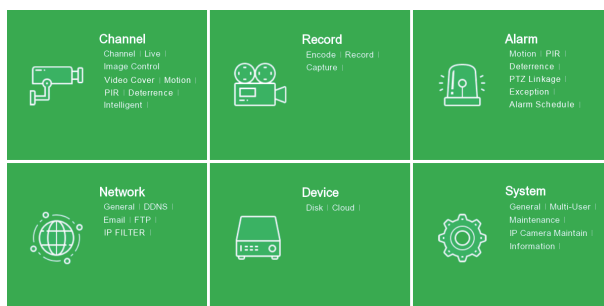 Channel
Channel | Live |
Image Control
Video Cover | Motion |
PIR | Deterrence |
Intelligent |
Record
Encode | Record |
Capture |
Alarm
Motion | PIR |
Deterrence |
PTZ Linkage |
Exception |
Alarm Schedule |
Network
General | DDNS |
Email | FTP |
IP FILTER |
Device
Disk | Cloud |
System
General | Multi-User |
Maintenance |
IP Camera Maintain |
Information |